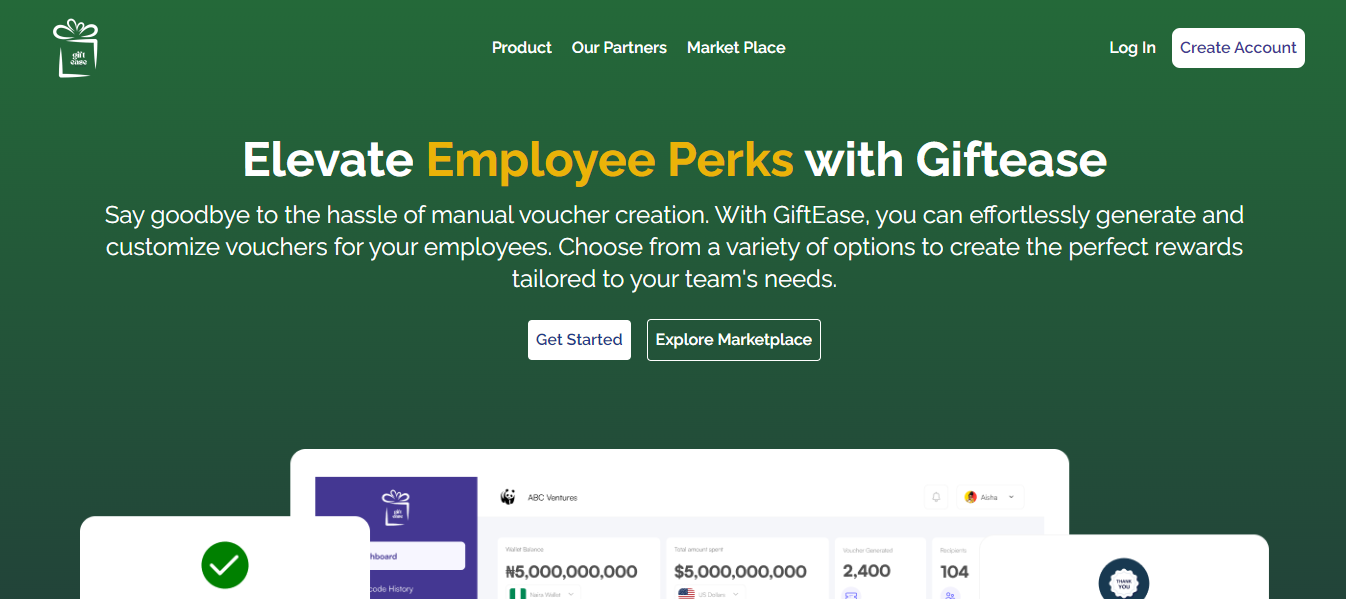 gift
ease
Product Our Partners Market Place
Log In Create Account
Elevate Employee Perks with Giftease
Say goodbye to the hassle of manual voucher creation. With GiftEase, you can effortlessly generate and
customize vouchers for your employees. Choose from a variety of options to create the perfect rewards
tailored to your team's needs.
Get Started Explore Marketplace
gift
ease
ABC Ventures
Aisha
hboard
code History
Wallet Balance
₦5,000,000,000
Naira Wallet
Total amount spent
$5,000,000,000
US Dollars
Voucher Generated
2,400
Recipients
104
THANK
YOU